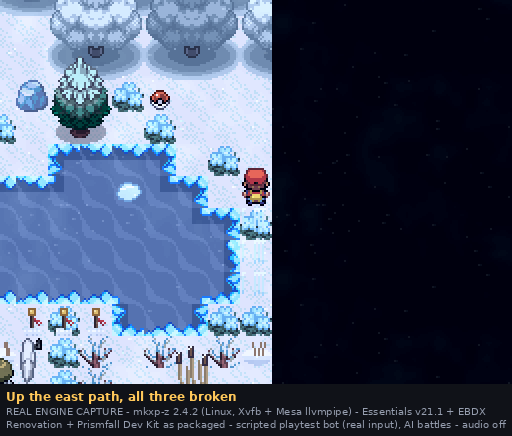 Up the east path, all three broken
REAL ENGINE CAPTURE - mkxp-z 2.4.2 (Linux, Xvfb + Mesa llvmpipe) - Essentials v21.1 + EBDX
Renovation + Prismfall Dev Kit as packaged - scripted playtest bot (real input), AI battles - audio off